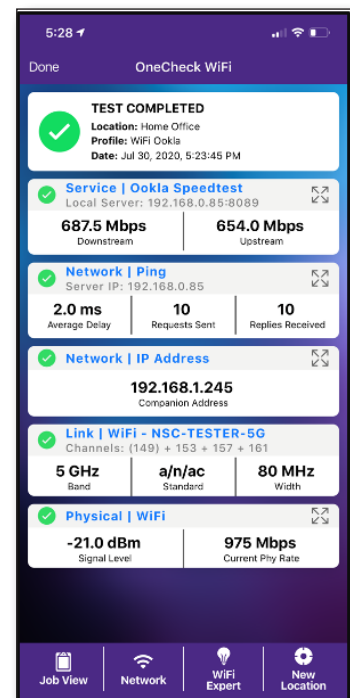 5:28
Done OneCheck WiFi
TEST COMPLETED
Location: Home Office
Profile: WiFi Ookla
Date: Jul 30, 2020, 5:23:45 PM
Service | Ookla Speedtest
Local Server: 192.168.0.85:8089
687.5 Mbps 654.0 Mbps
Downstream Upstream
Network | Ping
Server IP: 192.168.0.85
2.0 ms 10 10
Average Delay Requests Sent Replies Received
Network | IP Address
192.168.1.245
Companion Address
Link | WiFi - NSC-TESTER-5G
Channels: (149) + 153 + 157 + 161
5 GHz a/n/ac 80 MHz
Band Standard Width
Physical | WiFi
-21.0 dBm 975 Mbps
Signal Level Current Phy Rate
Job View Network WiFi Expert New Location